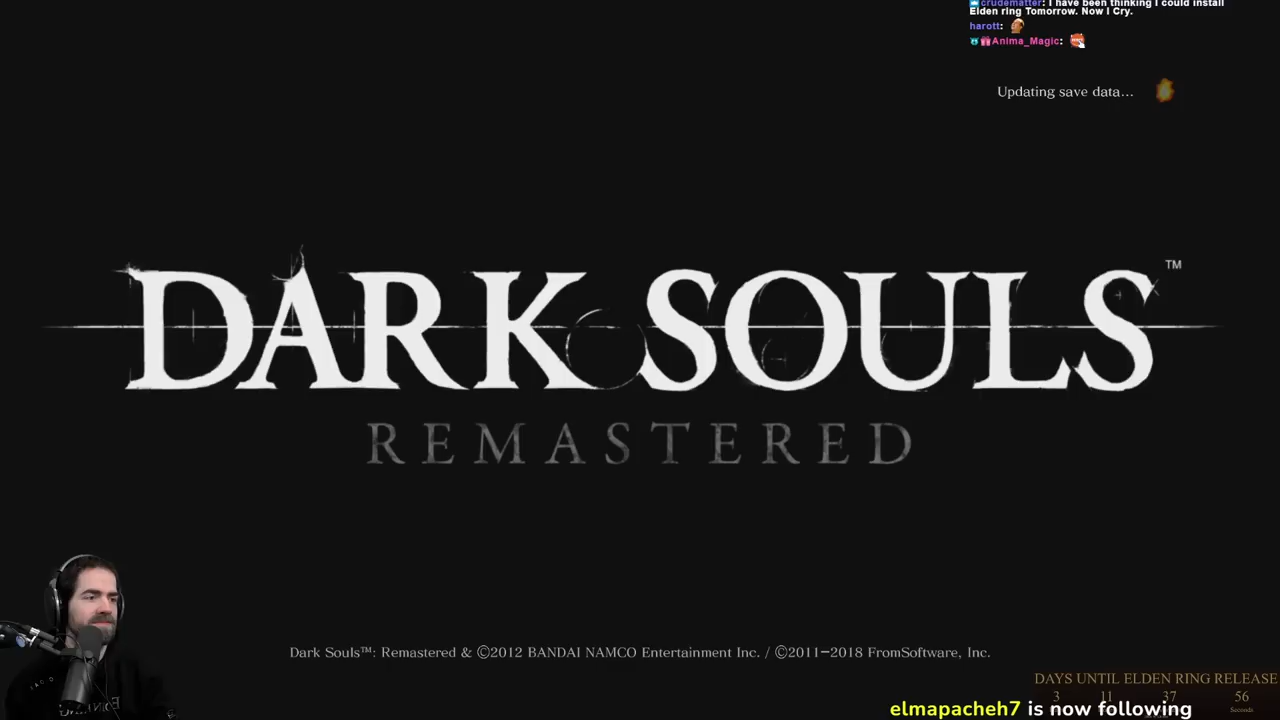 crudematter: I have been thinking I could install
Elden ring Tomorrow. Now I Cry.
harott:
Anima_Magic:
Updating save data...
DARK SOULS™
REMASTERED
Dark Souls™: Remastered & ©2012 BANDAI NAMCO Entertainment Inc. / ©2011-2018 FromSoftware, Inc.
DAYS UNTIL ELDEN RING RELEASE
3 11 37 56
Seconds
elmapacheh7 is now following